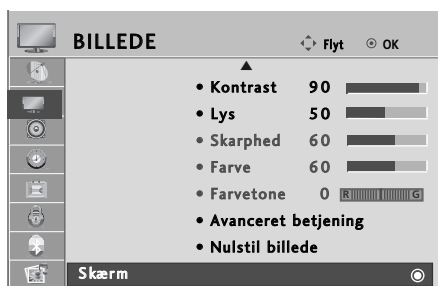 BILLEDE Flyt OK
• Kontrast 90
• Lys 50
• Skarphed 60
• Farve 60
• Farvetone 0 R G
• Avanceret betjening
• Nulstil billede
Skærm